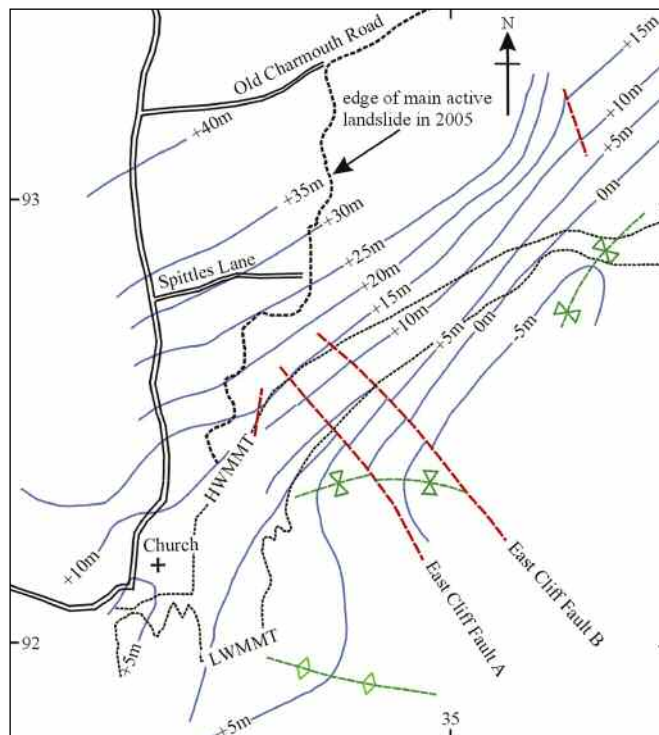 Old Charmouth Road
N
+15m
+10m
+5m
0m
edge of main active
landslide in 2005
+40m
93
+35m
+30m
+25m
+20m
+15m
+10m
+5m
0m
-5m
Spittles Lane
HWMMT
Church
+10m
East Cliff Fault B
East Cliff Fault A
92
LWMMT
+5m
+5m
35